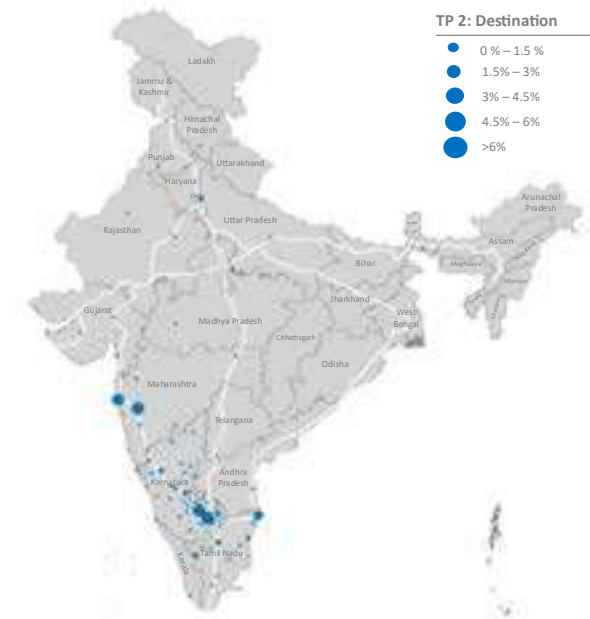 TP 2: Destination
0 % – 1.5 %
1.5% – 3%
3% – 4.5%
4.5% – 6%
>6%
Ladakh
Jammu &
Kashmir
Himachal
Pradesh
Punjab
Uttarakhand
Haryana
Rajasthan
Uttar Pradesh
Arunachal
Pradesh
Assam
Nagaland
Bihar
Meghalaya
Manipur
Jharkhand
Gujarat
West
Bengal
Madhya Pradesh
Chhattisgarh
Odisha
Maharashtra
Telangana
Karnataka
Andhra
Pradesh
Tamil Nadu
Kerala